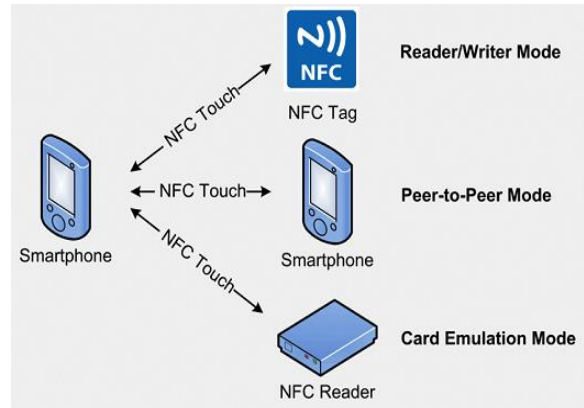 NFC
Reader/Writer Mode
NFC Tag
NFC Touch
Smartphone
NFC Touch
Smartphone
Peer-to-Peer Mode
NFC Touch
NFC Reader
Card Emulation Mode